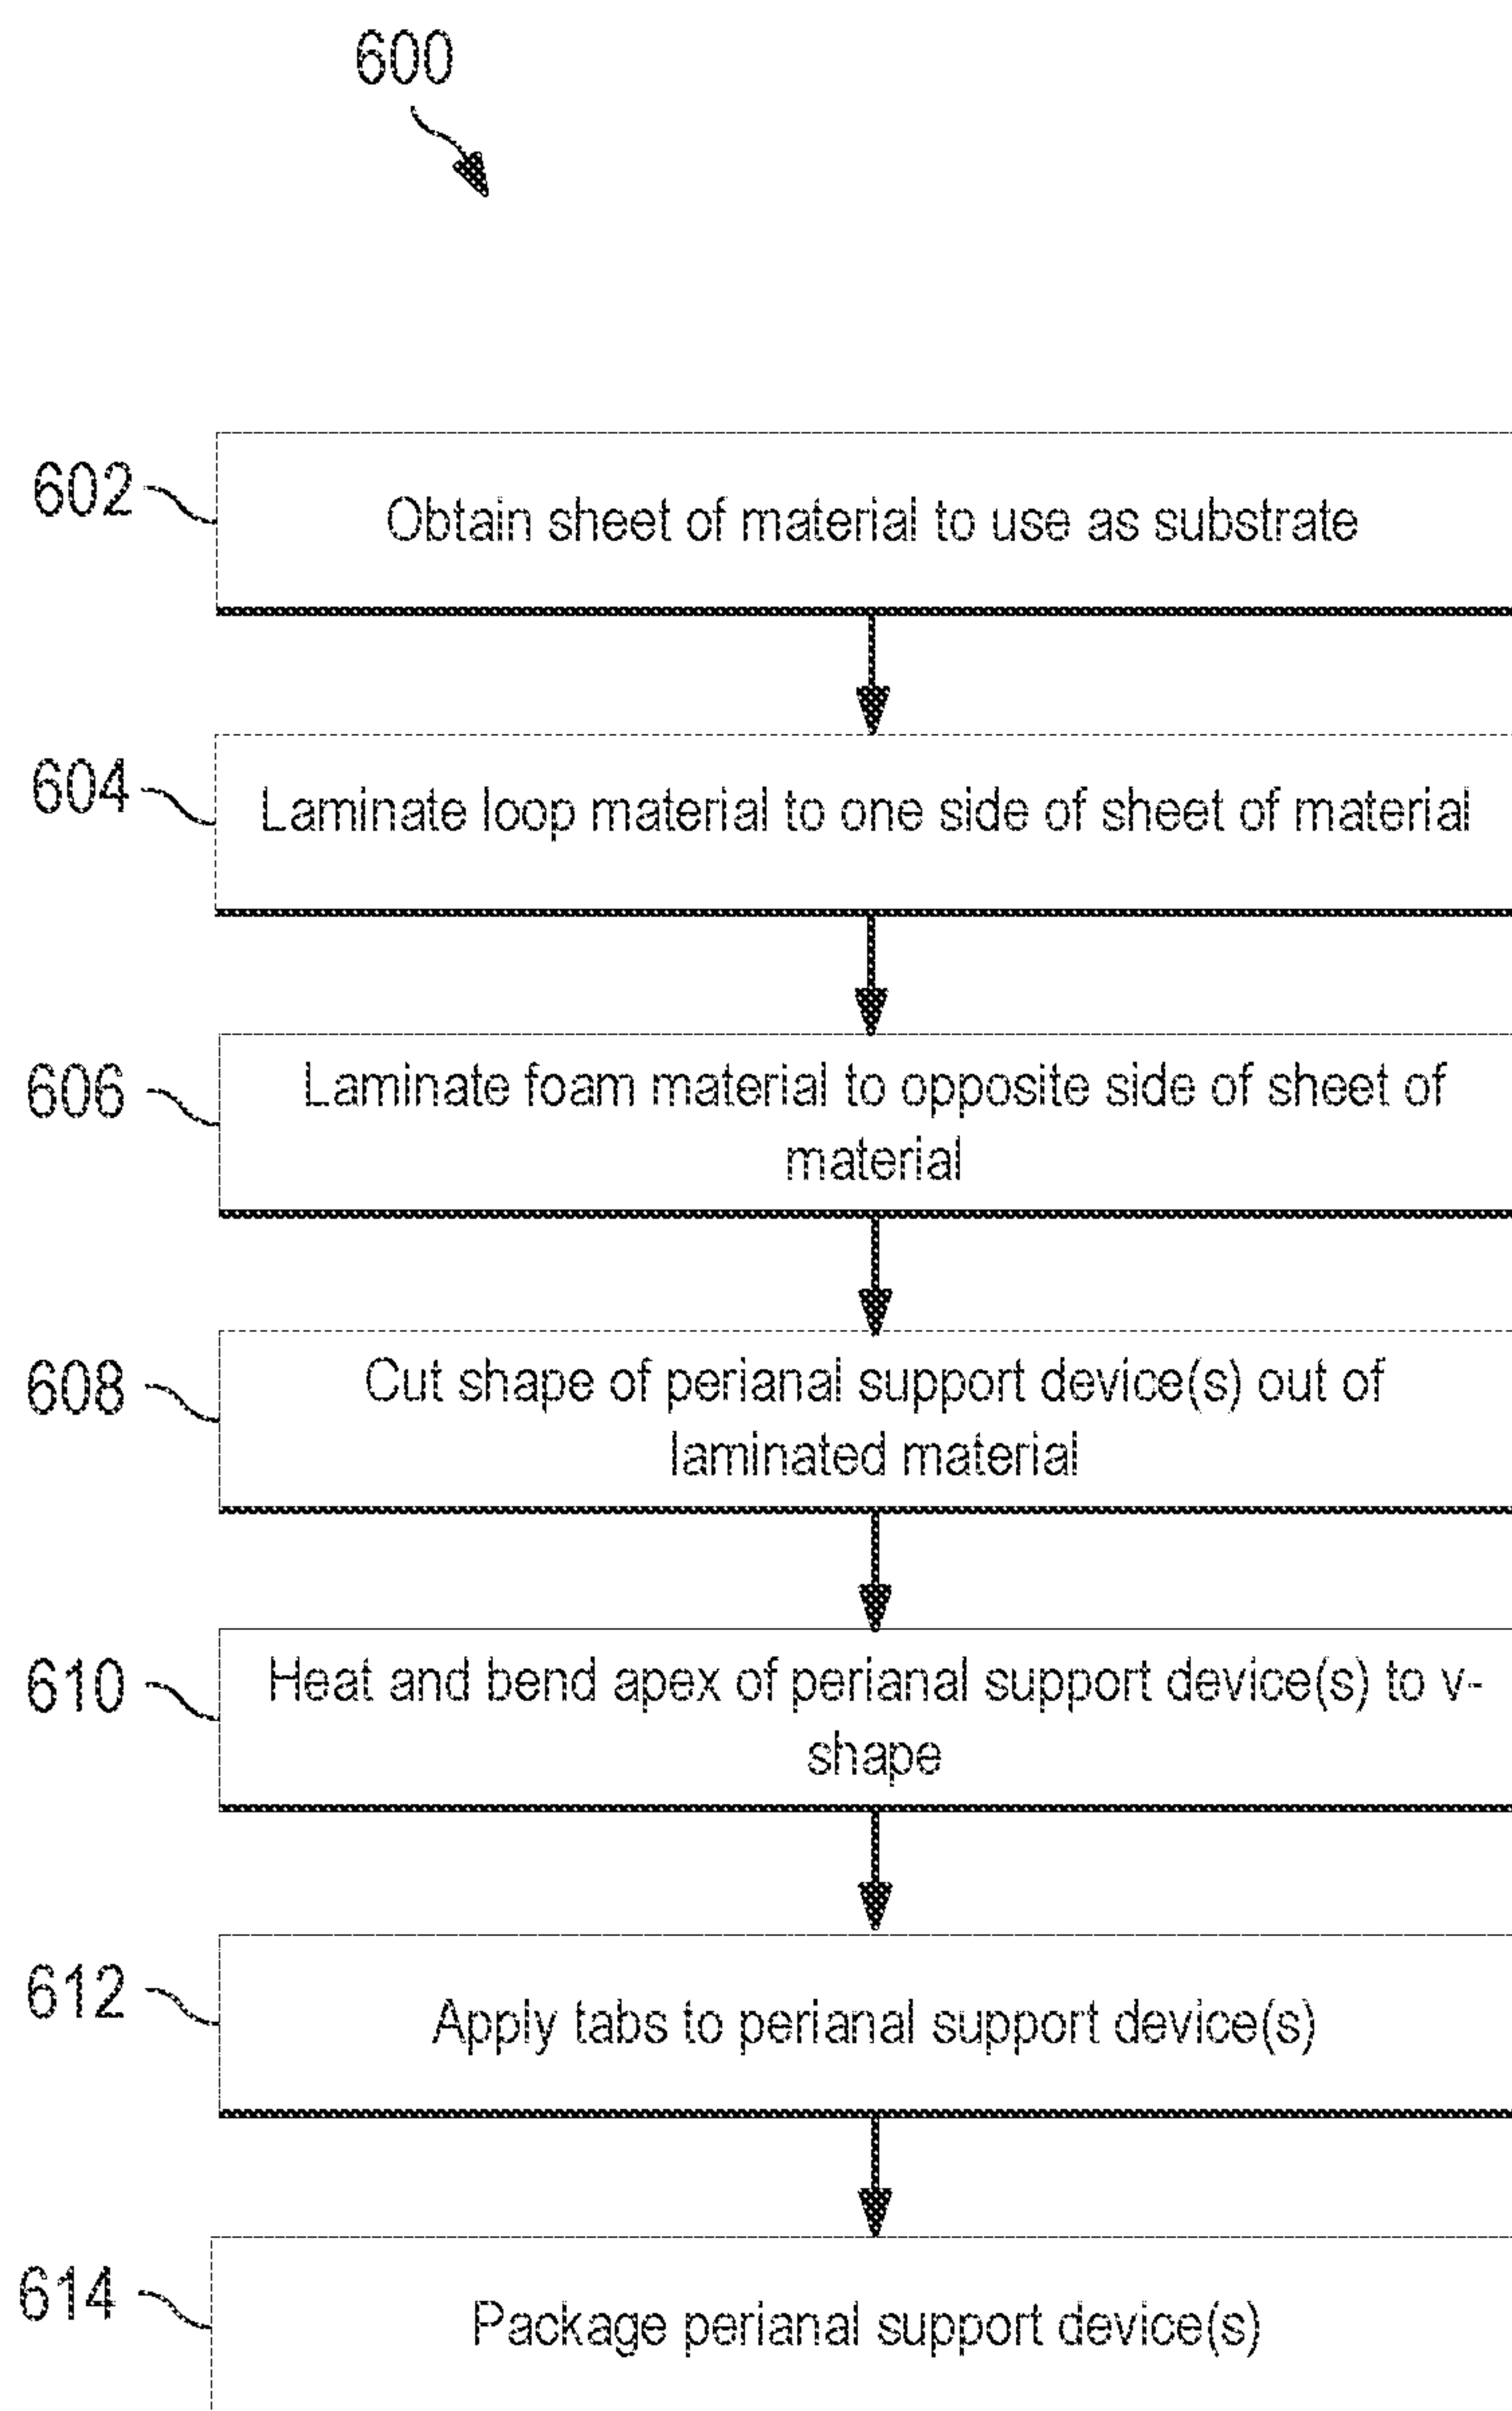 600
602
Obtain sheet of material to use as substrate
604
Laminate loop material to one side of sheet of material
606
Laminate foam material to opposite side of sheet of
material
608
Cut shape of perianal support device(s) out of
laminated material
610
Heat and bend apex of perianal support device(s) to v-
shape
612
Apply tabs to perianal support device(s)
614
Package perianal support device(s)